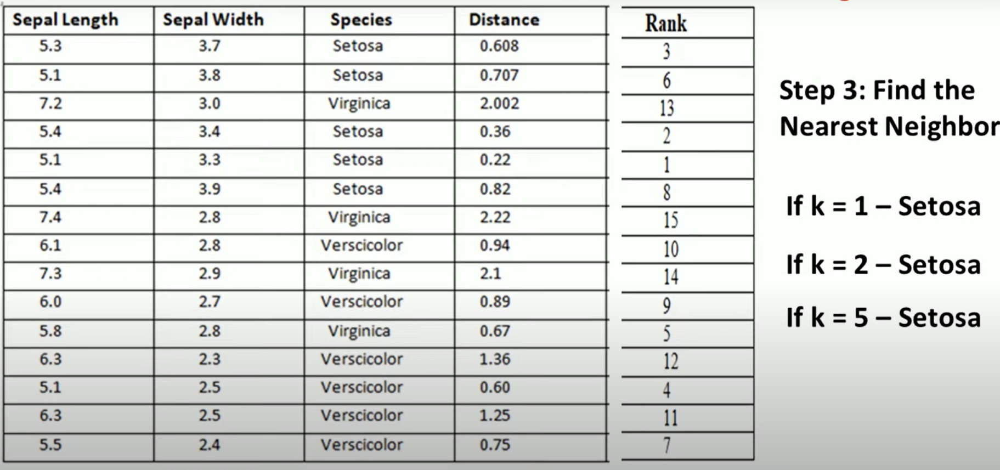 Sepal Length Sepal Width Species Distance Rank
5.3 3.7 Setosa 0.608 3
5.1 3.8 Setosa 0.707 6
7.2 3.0 Virginica 2.002 13
5.4 3.4 Setosa 0.36 2
5.1 3.3 Setosa 0.22 1
5.4 3.9 Setosa 0.82 8
7.4 2.8 Virginica 2.22 15
6.1 2.8 Verscicolor 0.94 10
7.3 2.9 Virginica 2.1 14
6.0 2.7 Verscicolor 0.89 9
5.8 2.8 Virginica 0.67 5
6.3 2.3 Verscicolor 1.36 12
5.1 2.5 Verscicolor 0.60 4
6.3 2.5 Verscicolor 1.25 11
5.5 2.4 Verscicolor 0.75 7
Step 3: Find the
Nearest Neighbor
If k = 1 – Setosa
If k = 2 – Setosa
If k = 5 – Setosa